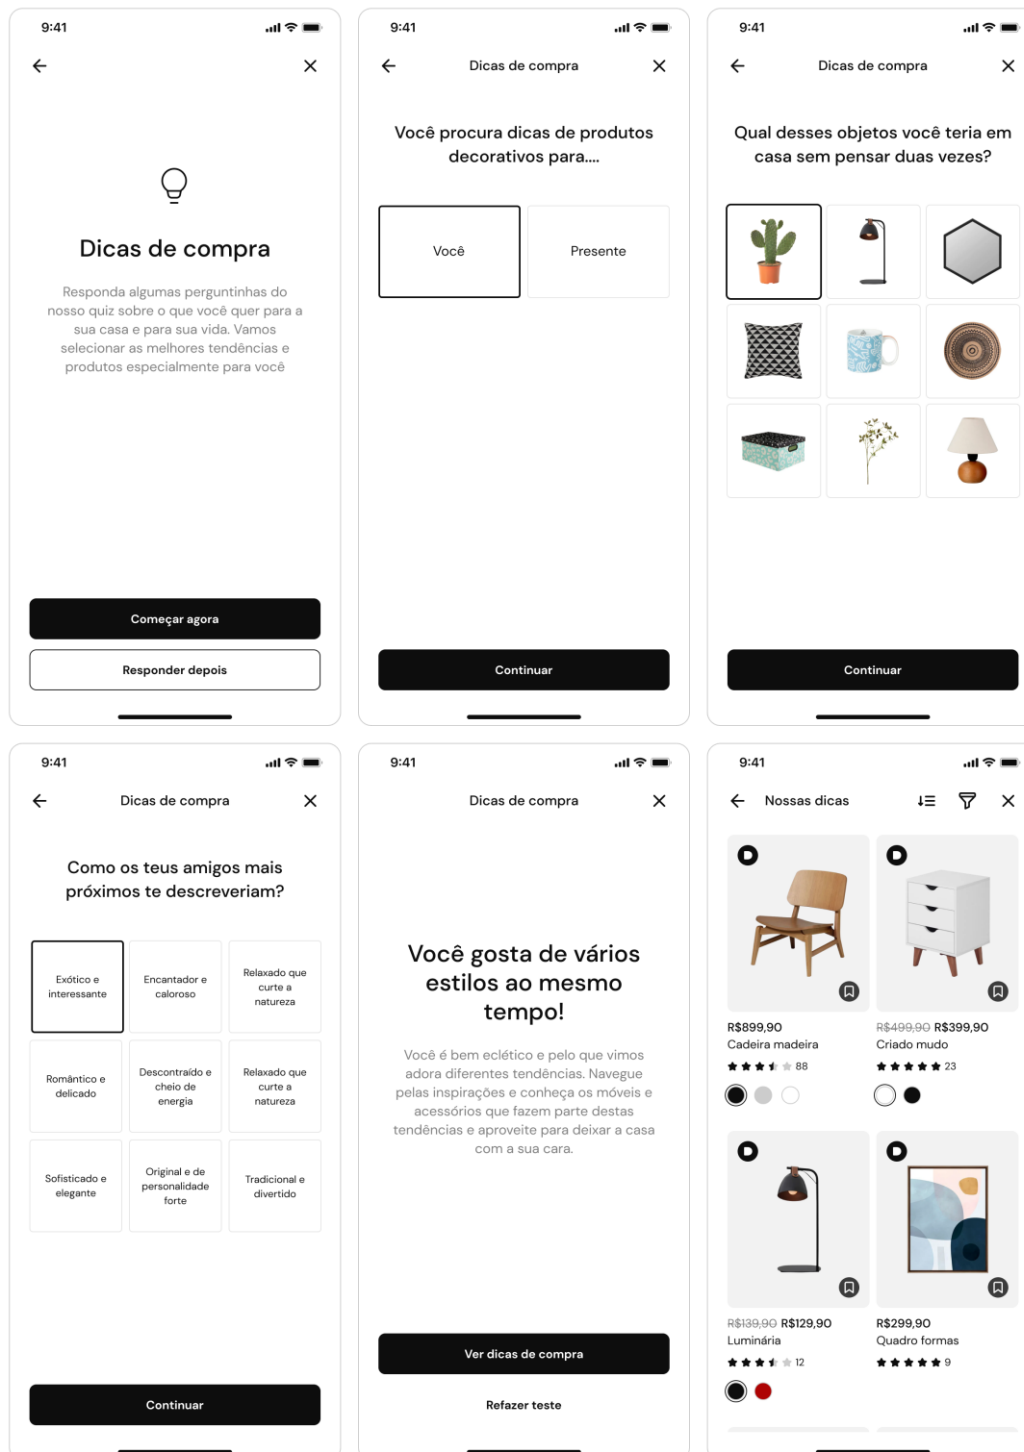 9:41
Dicas de compra
Responda algumas perguntinhas do
nosso quiz sobre o que você quer para a
sua casa e para sua vida. Vamos
selecionar as melhores tendências e
produtos especialmente para você
Começar agora
Responder depois
9:41
Dicas de compra
Você procura dicas de produtos
decorativos para....
Você
Presente
Continuar
9:41
Dicas de compra
Qual desses objetos você teria em
casa sem pensar duas vezes?
Continuar
9:41
Dicas de compra
Como os teus amigos mais
próximos te descreveriam?
Exótico e
interessante
Encantador e
caloroso
Relaxado que
curte a
natureza
Romântico e
delicado
Descontraído e
cheio de
energia
Relaxado que
curte a
natureza
Sofisticado e
elegante
Original e de
personalidade
forte
Tradicional e
divertido
Continuar
9:41
Dicas de compra
Você gosta de vários
estilos ao mesmo
tempo!
Você é bem eclético e pelo que vimos
adora diferentes tendências. Navegue
pelas inspirações e conheça os móveis e
acessórios que fazem parte destas
tendências e aproveite para deixar a casa
com a sua cara.
Ver dicas de compra
Refazer teste
9:41
Nossas dicas
R$899,90
Cadeira madeira
88
R$499,90 R$399,90
Criado mudo
23
R$139,90 R$129,90
Luminária
12
R$299,90
Quadro formas
9